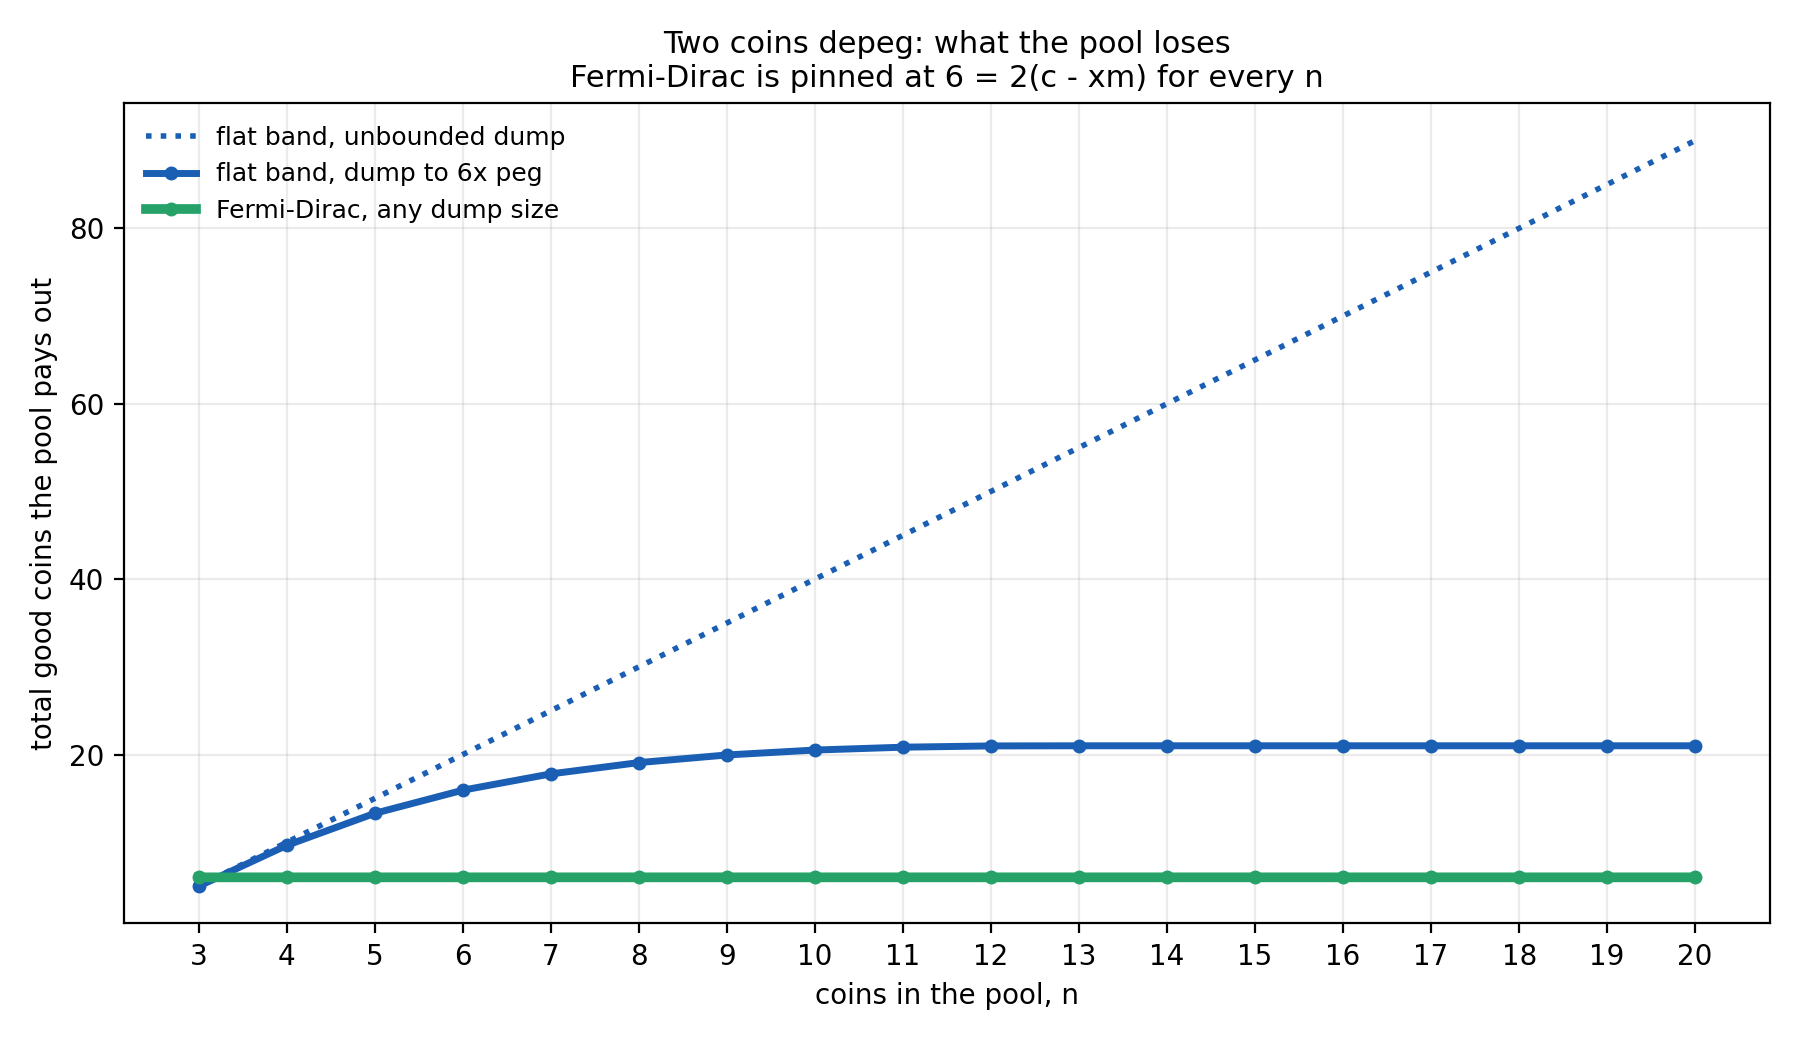 Two coins depeg: what the pool loses
Fermi-Dirac is pinned at 6 = 2(c - xm) for every n
flat band, unbounded dump
flat band, dump to 6x peg
Fermi-Dirac, any dump size
total good coins the pool pays out
80
60
40
20
3 4 5 6 7 8 9 10 11 12 13 14 15 16 17 18 19 20
coins in the pool, n